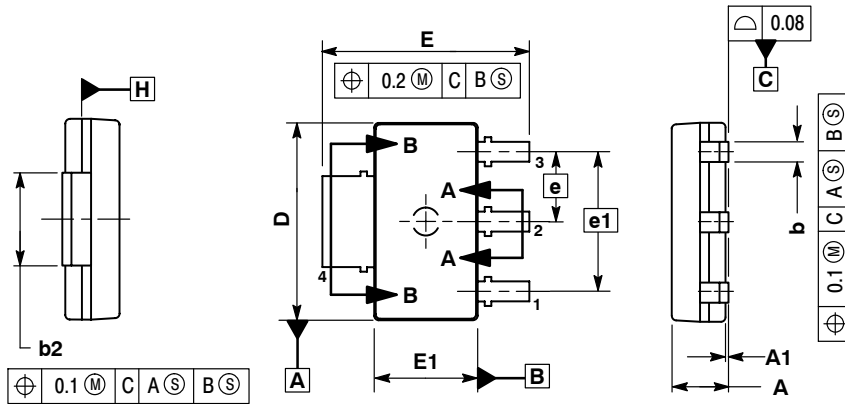 E
⌖ 0.2 Ⓜ C B Ⓢ
H
⌓ 0.08
C
B
3
e
A
e1
2
D
A
4
B
1
b
⌖ 0.1 Ⓜ C A Ⓢ B Ⓢ
b2
⌖ 0.1 Ⓜ C A Ⓢ B Ⓢ
A
E1
B
A1
A